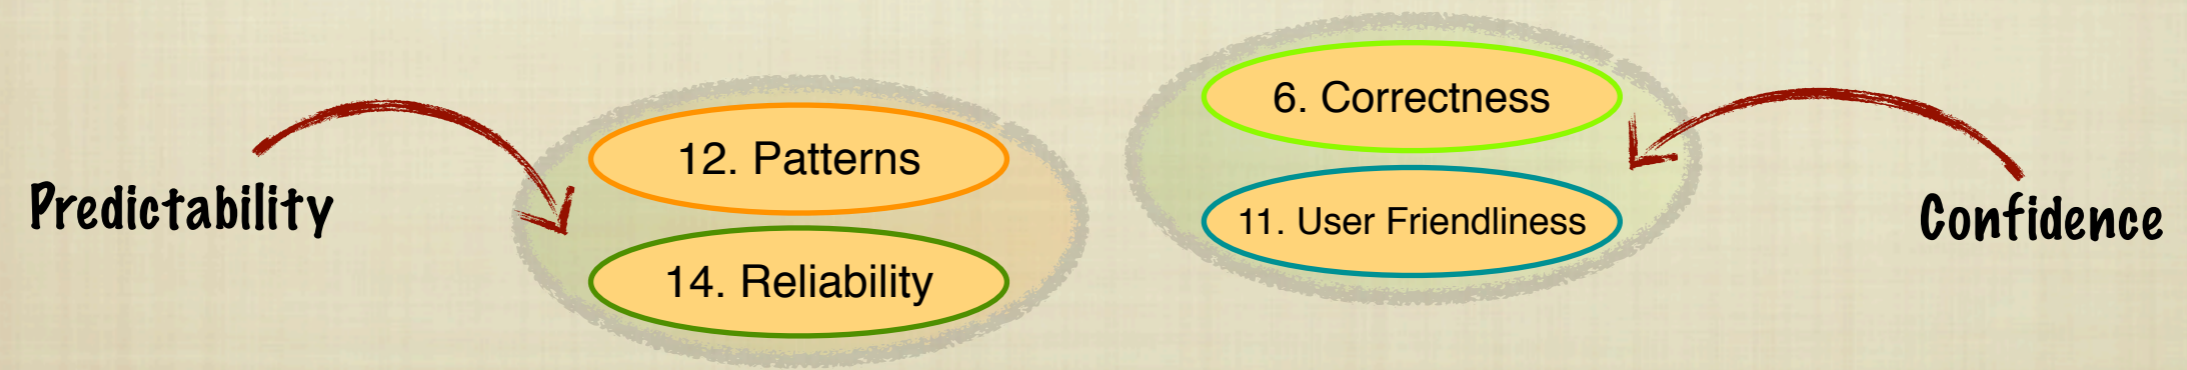 Predictability
12. Patterns
14. Reliability
6. Correctness
11. User Friendliness
Confidence